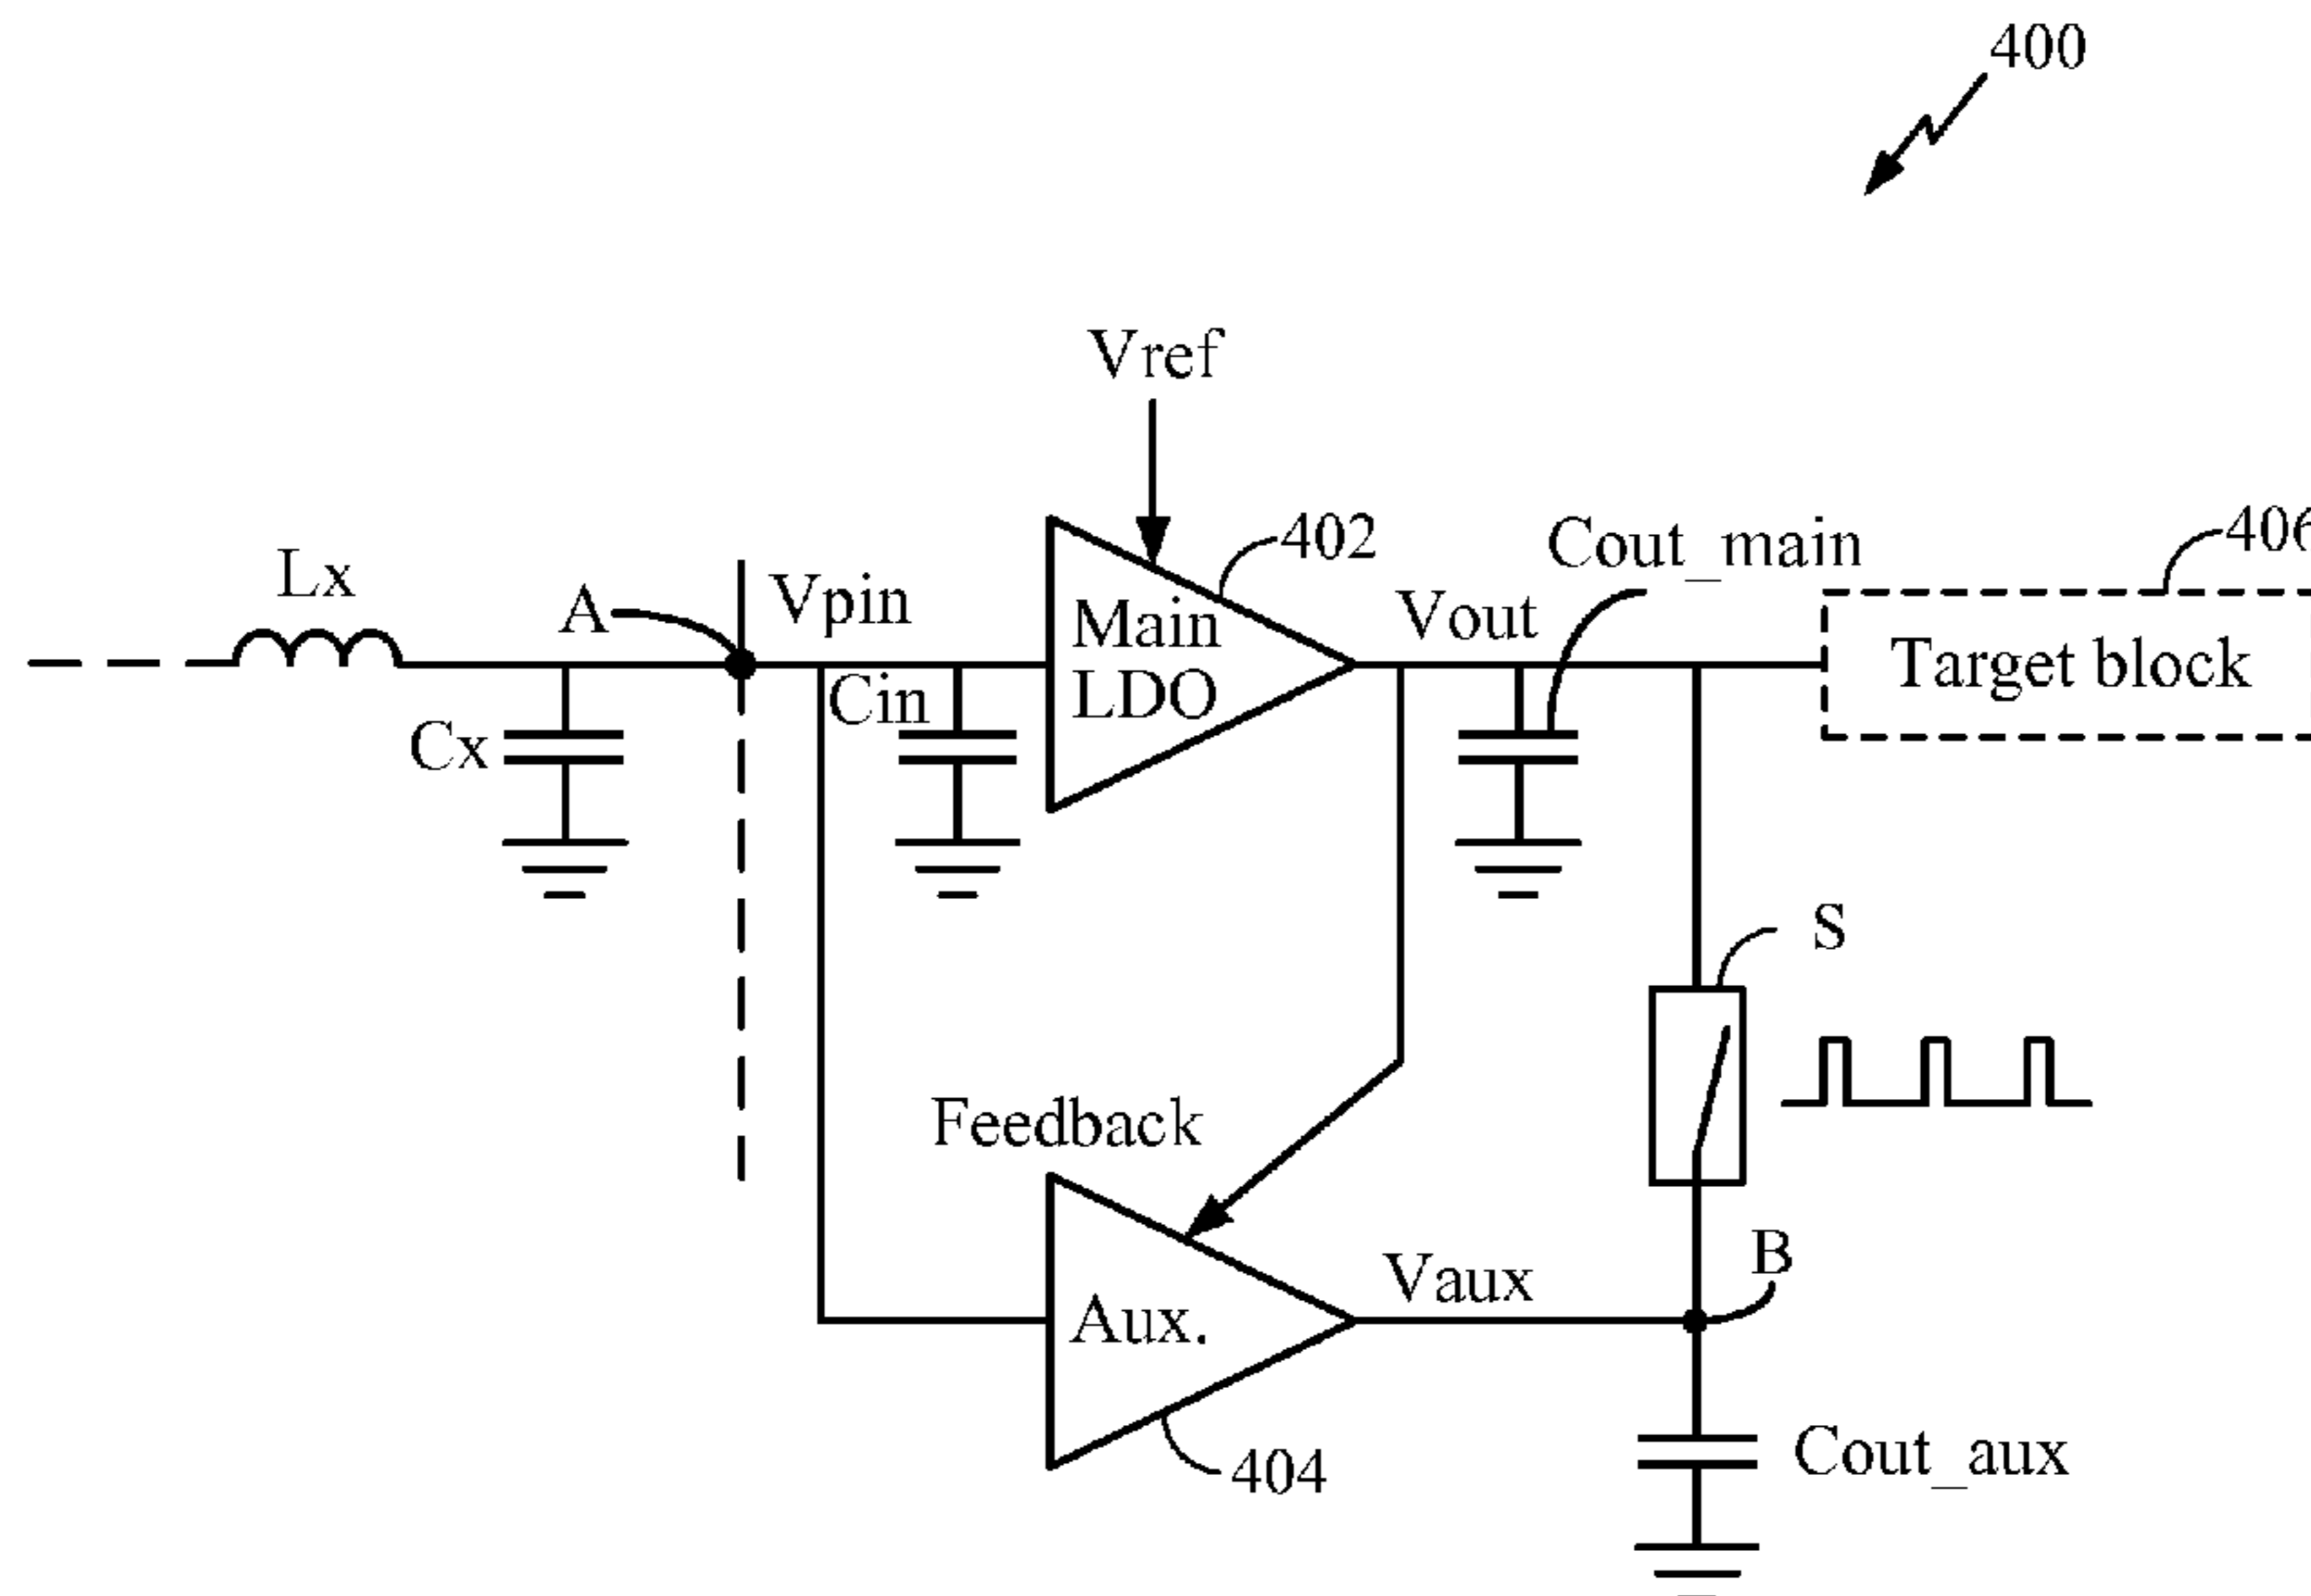 400
Vref
402
Cout_main
406
Lx
A
Vpin
Main
LDO
Vout
Target block
Cx
Cin
S
Feedback
B
Aux.
Vaux
404
Cout_aux